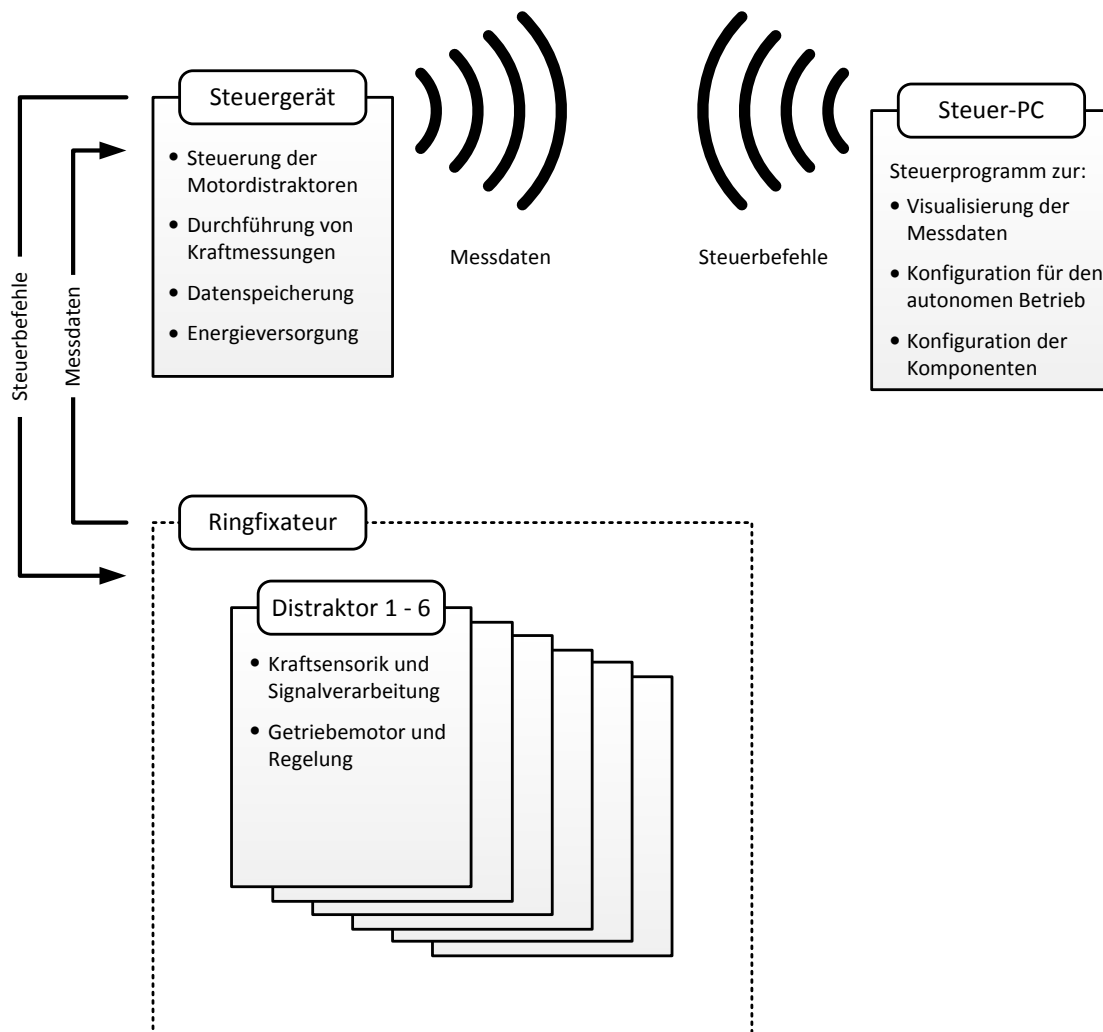 Steuergerät
• Steuerung der
Motordistraktoren
• Durchführung von
Kraftmessungen
• Datenspeicherung
• Energieversorgung
Messdaten
Steuerbefehle
Steuer-PC
Steuerprogramm zur:
• Visualisierung der
Messdaten
• Konfiguration für den
autonomen Betrieb
• Konfiguration der
Komponenten
Steuerbefehle
Messdaten
Ringfixateur
Distraktor 1 - 6
• Kraftsensorik und
Signalverarbeitung
• Getriebemotor und
Regelung